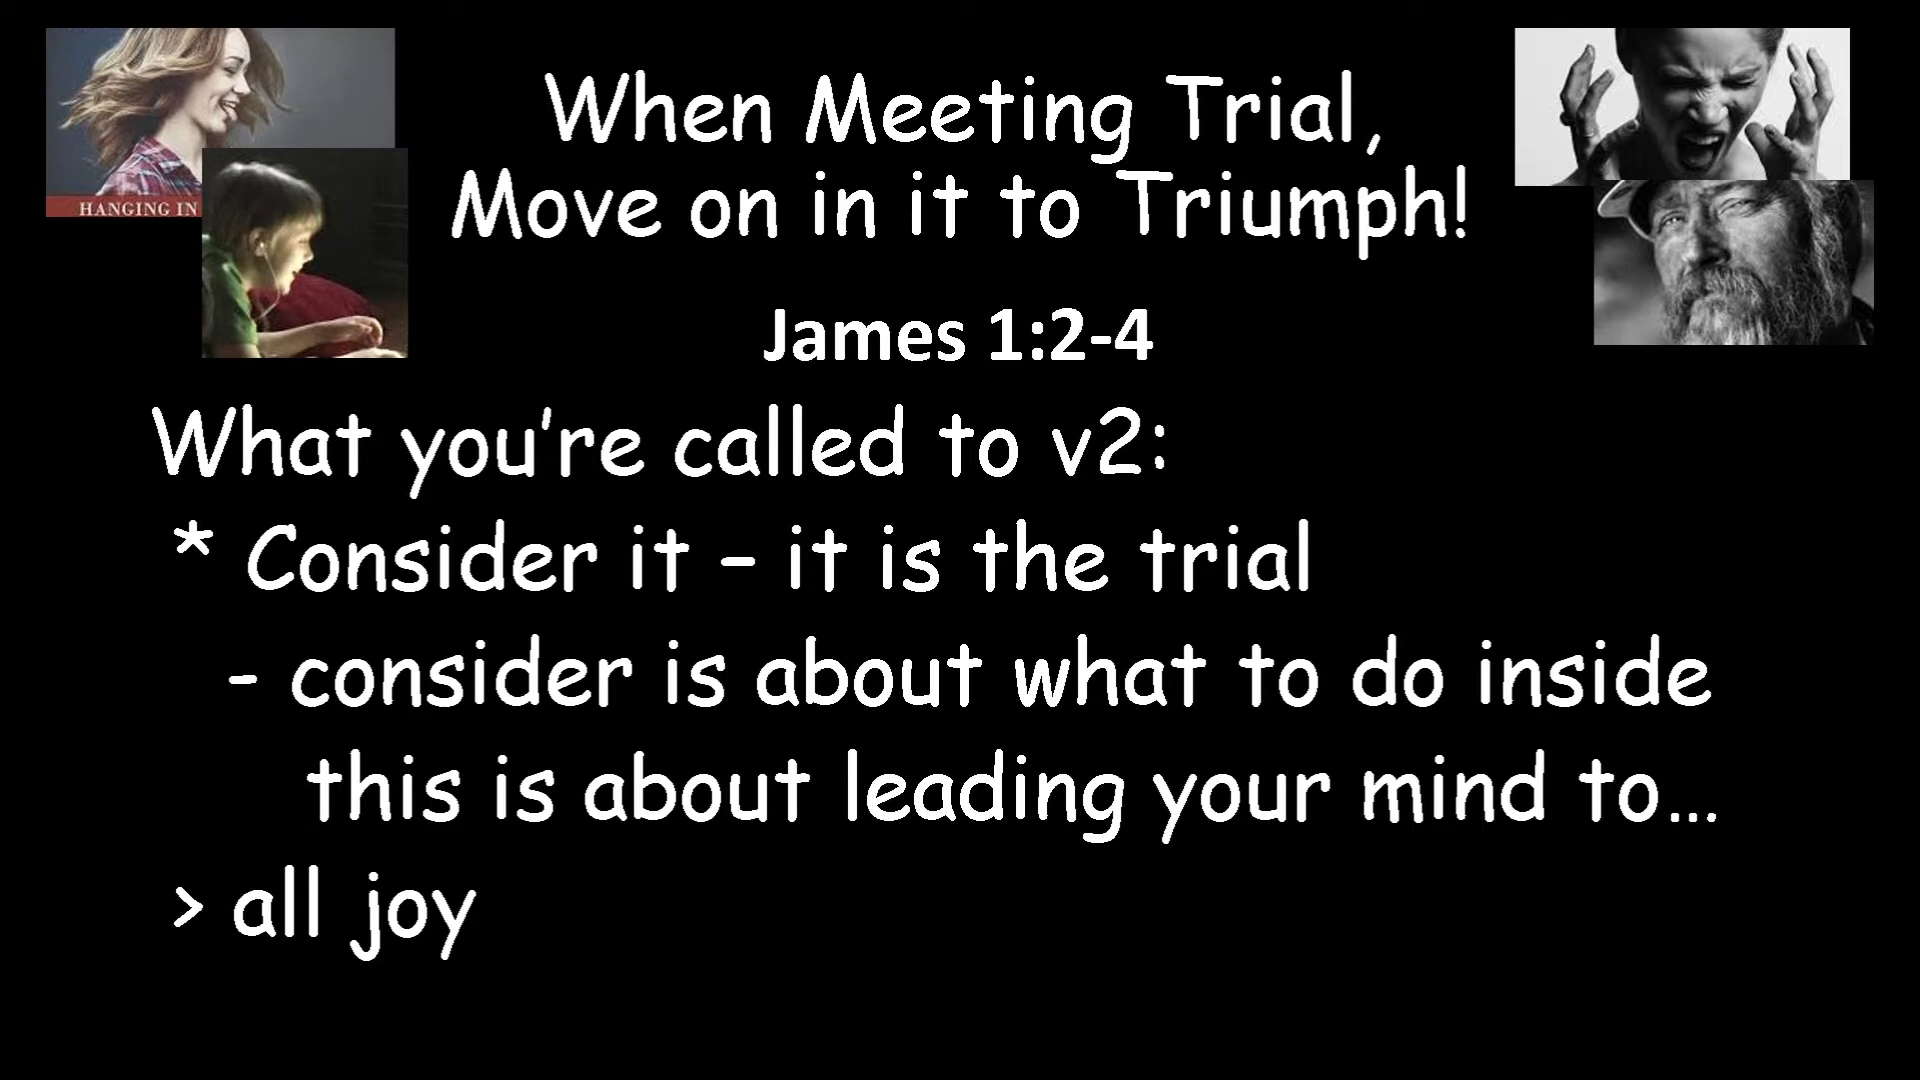 When Meeting Trial,
Move on in it to Triumph!
HANGING IN
James 1:2-4
What you’re called to v2:
* Consider it – it is the trial
- consider is about what to do inside
this is about leading your mind to…
> all joy